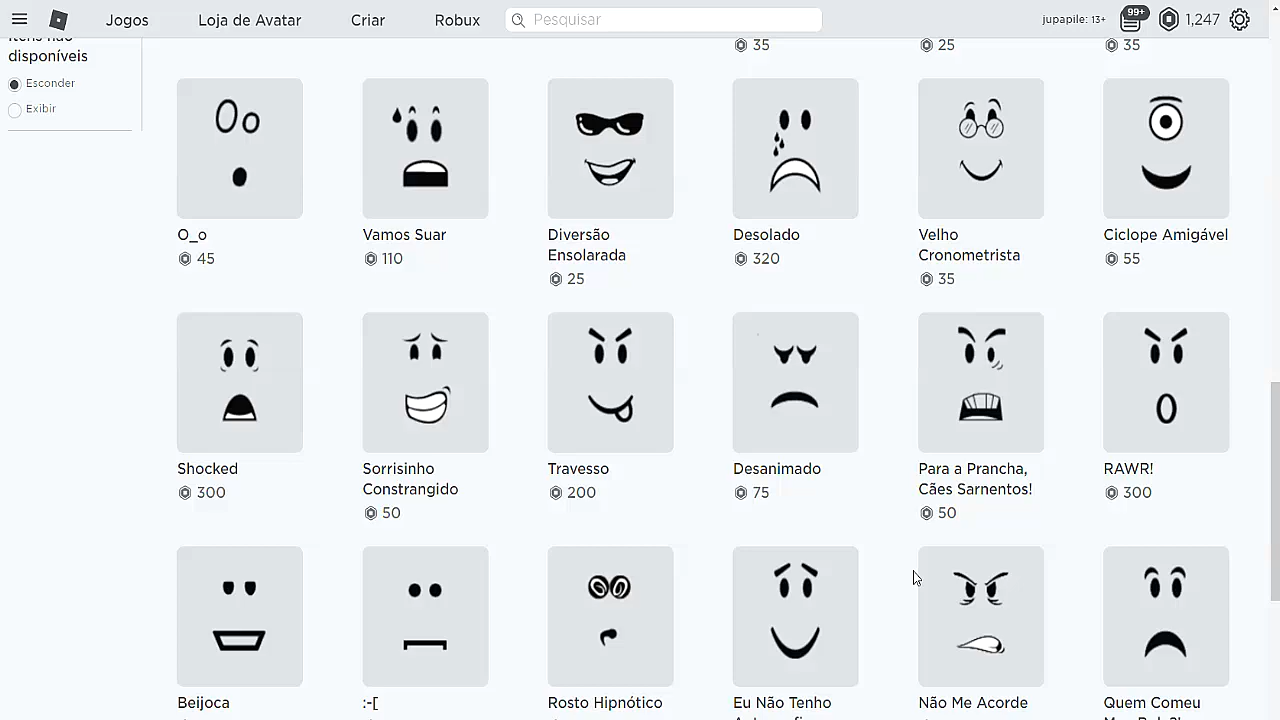 Jogos
Loja de Avatar
Criar
Robux
Pesquisar
jupapile: 13+
99+
1,247
Itens não
disponíveis
Esconder
Exibir
35
25
35
O_o
45
Vamos Suar
110
Diversão
Ensolarada
25
Desolado
320
Velho
Cronometrista
35
Ciclope Amigável
55
Shocked
300
Sorrisinho
Constrangido
50
Travesso
200
Desanimado
75
Para a Prancha,
Cães Sarnentos!
50
RAWR!
300
Beijoca
:-[
Rosto Hipnótico
Eu Não Tenho
Não Me Acorde
Quem Comeu